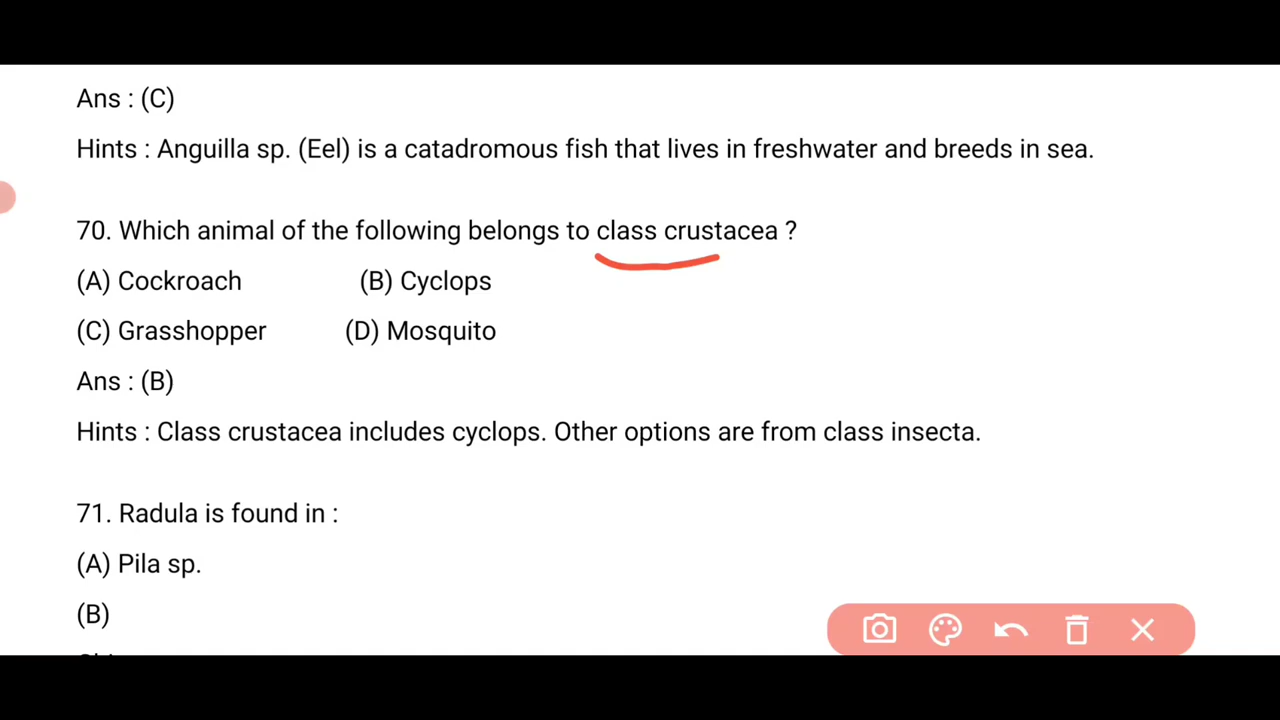 Ans : (C)
Hints : Anguilla sp. (Eel) is a catadromous fish that lives in freshwater and breeds in sea.
70. Which animal of the following belongs to class crustacea ?
(A) Cockroach (B) Cyclops
(C) Grasshopper (D) Mosquito
Ans : (B)
Hints : Class crustacea includes cyclops. Other options are from class insecta.
71. Radula is found in :
(A) Pila sp.
(B)